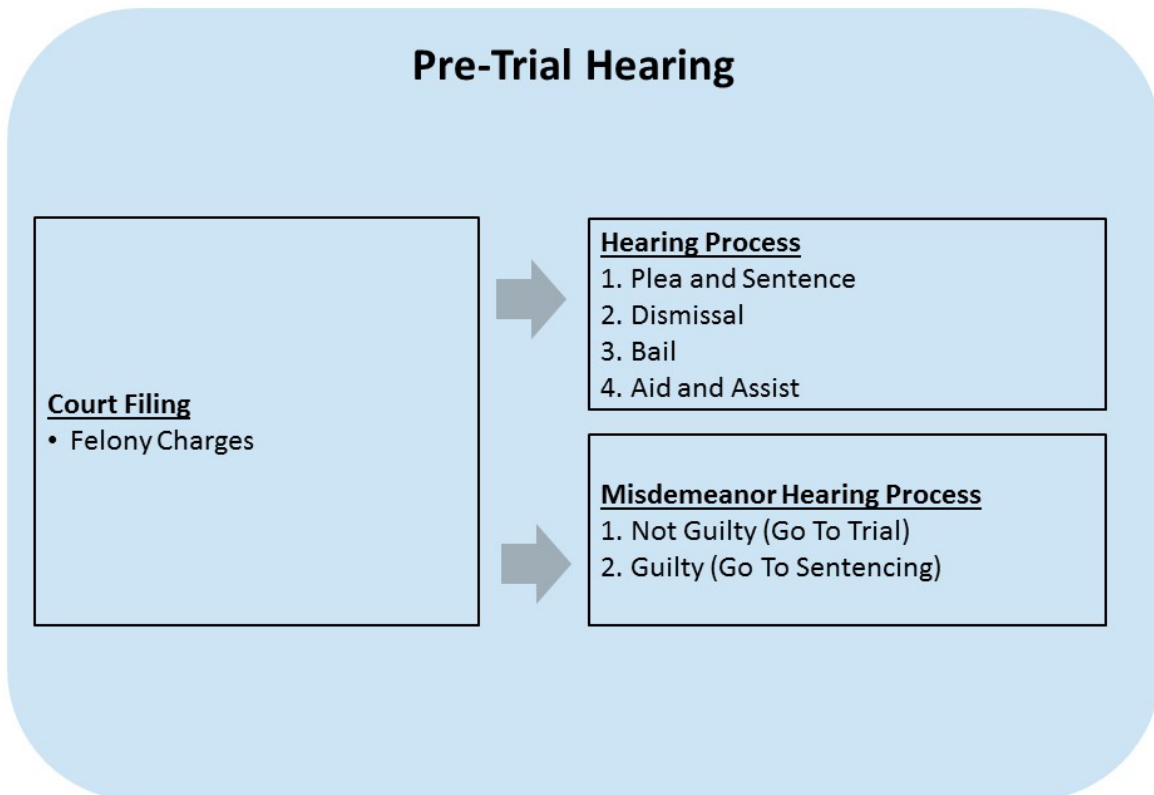 Pre-Trial Hearing
Court Filing
• Felony Charges
Hearing Process
1. Plea and Sentence
2. Dismissal
3. Bail
4. Aid and Assist
Misdemeanor Hearing Process
1. Not Guilty (Go To Trial)
2. Guilty (Go To Sentencing)